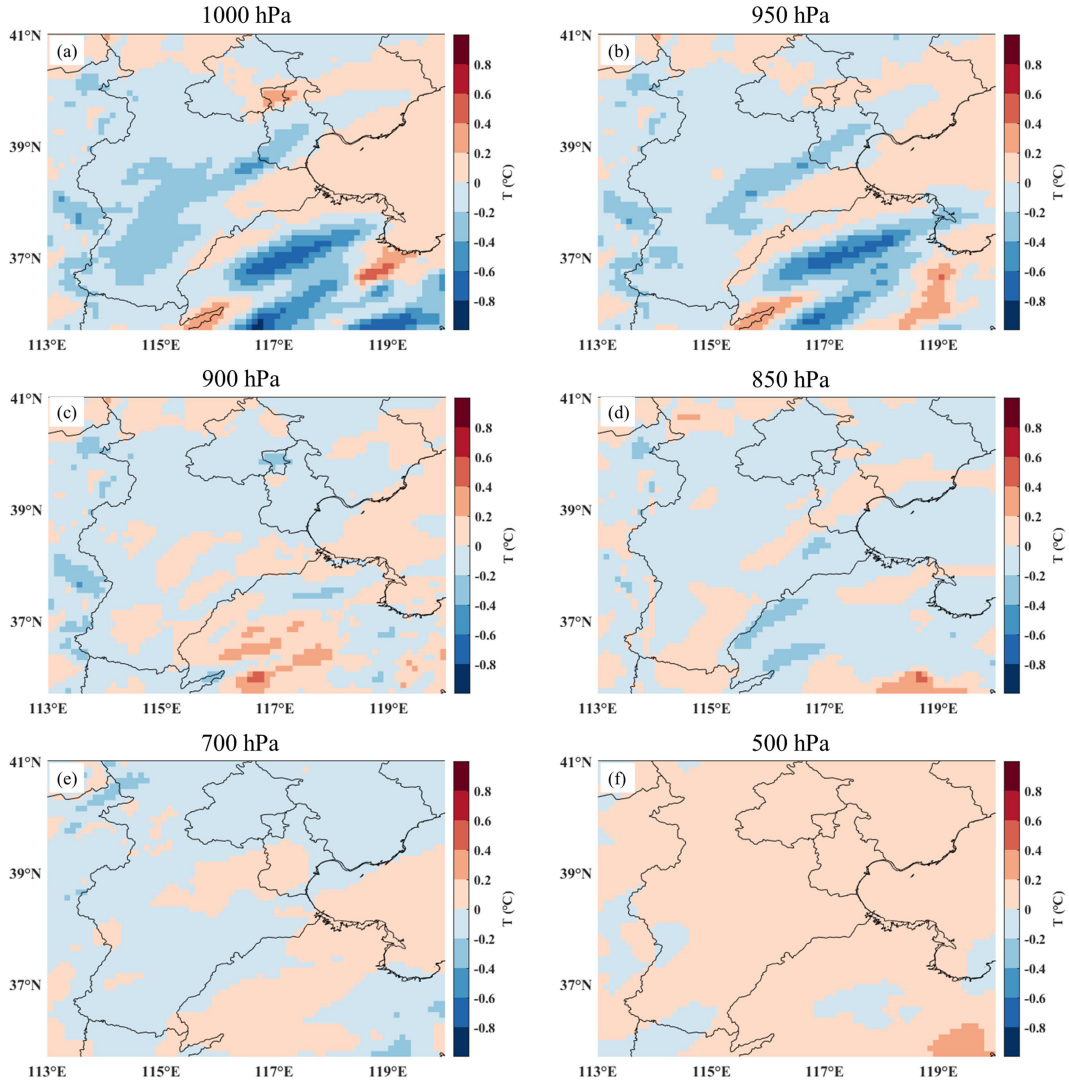 1000 hPa
950 hPa
41°N
(a)
0.8
0.6
0.4
39°N
0.2
0
T (°C)
-0.2
-0.4
37°N
-0.6
-0.8
113°E 115°E 117°E 119°E
41°N
(b)
0.8
0.6
0.4
39°N
0.2
0
T (°C)
-0.2
-0.4
37°N
-0.6
-0.8
113°E 115°E 117°E 119°E
900 hPa
850 hPa
41°N
(c)
0.8
0.6
0.4
39°N
0.2
0
T (°C)
-0.2
-0.4
37°N
-0.6
-0.8
113°E 115°E 117°E 119°E
41°N
(d)
0.8
0.6
0.4
39°N
0.2
0
T (°C)
-0.2
-0.4
37°N
-0.6
-0.8
113°E 115°E 117°E 119°E
700 hPa
500 hPa
41°N
(e)
0.8
0.6
0.4
39°N
0.2
0
T (°C)
-0.2
-0.4
37°N
-0.6
-0.8
113°E 115°E 117°E 119°E
41°N
(f)
0.8
0.6
0.4
39°N
0.2
0
T (°C)
-0.2
-0.4
37°N
-0.6
-0.8
113°E 115°E 117°E 119°E